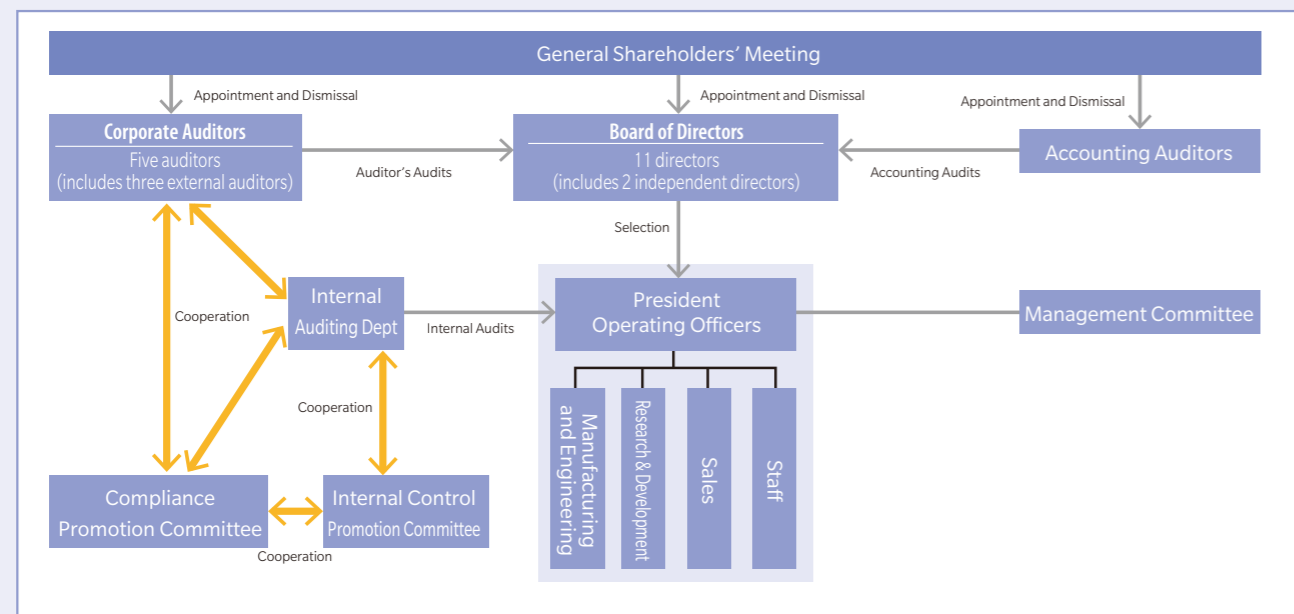 General Shareholders’ Meeting
Appointment and Dismissal
Appointment and Dismissal
Appointment and Dismissal
Corporate Auditors
Five auditors
(includes three external auditors)
Auditor’s Audits
Board of Directors
11 directors
(includes 2 independent directors)
Accounting Audits
Accounting Auditors
Selection
Cooperation
Internal
Auditing Dept
Internal Audits
President
Operating Officers
Management Committee
Cooperation
Manufacturing
and Engineering
Research & Development
Sales
Staff
Compliance
Promotion Committee
Internal Control
Promotion Committee
Cooperation